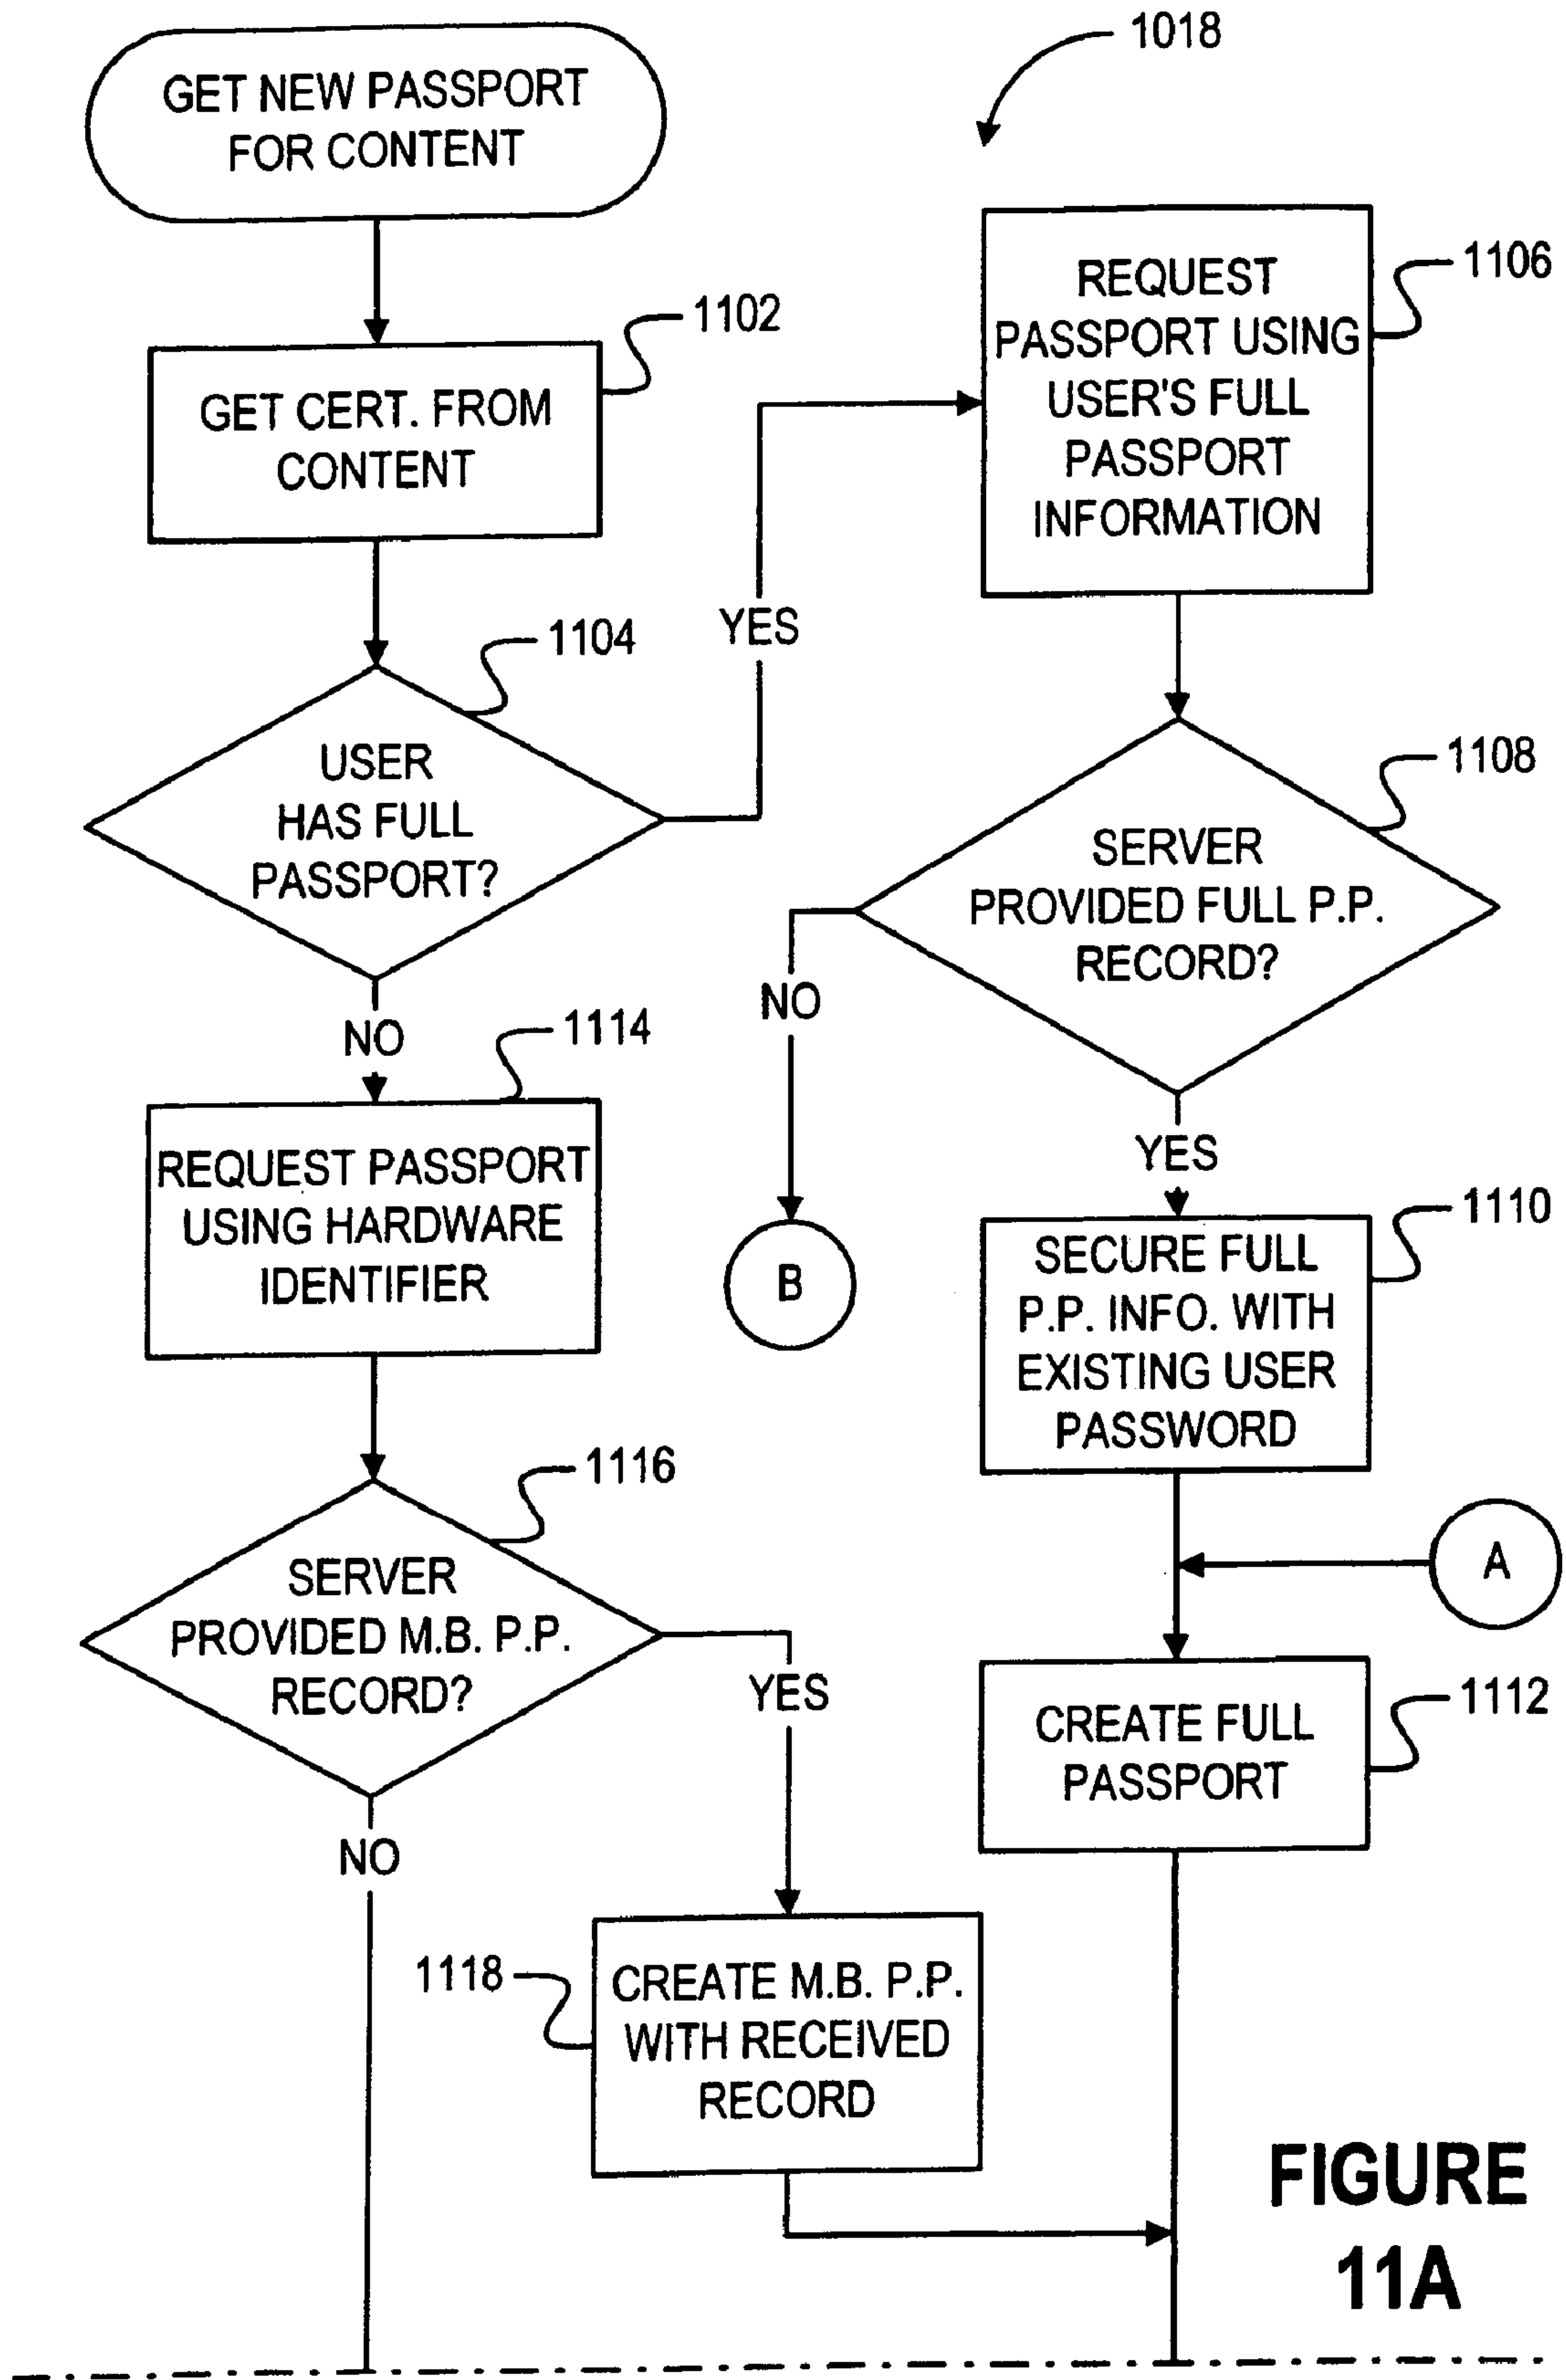 GET NEW PASSPORT
FOR CONTENT
1018
1102
GET CERT. FROM
CONTENT
1106
REQUEST
PASSPORT USING
USER'S FULL
PASSPORT
INFORMATION
YES
1104
USER
HAS FULL
PASSPORT?
NO
1108
SERVER
PROVIDED FULL P.P.
RECORD?
NO
YES
B
1114
REQUEST PASSPORT
USING HARDWARE
IDENTIFIER
1110
SECURE FULL
P.P. INFO. WITH
EXISTING USER
PASSWORD
A
1116
SERVER
PROVIDED M.B. P.P.
RECORD?
YES
NO
1112
CREATE FULL
PASSPORT
1118
CREATE M.B. P.P.
WITH RECEIVED
RECORD
FIGURE
11A